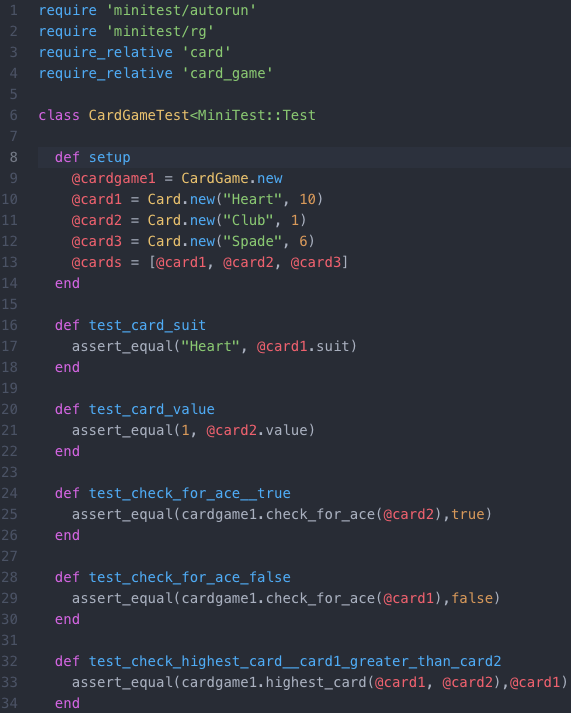 1 require 'minitest/autorun'
2 require 'minitest/rg'
3 require_relative 'card'
4 require_relative 'card_game'
5
6 class CardGameTest<MiniTest::Test
7
8   def setup
9     @cardgame1 = CardGame.new
10     @card1 = Card.new("Heart", 10)
11     @card2 = Card.new("Club", 1)
12     @card3 = Card.new("Spade", 6)
13     @cards = [@card1, @card2, @card3]
14   end
15
16   def test_card_suit
17     assert_equal("Heart", @card1.suit)
18   end
19
20   def test_card_value
21     assert_equal(1, @card2.value)
22   end
23
24   def test_check_for_ace__true
25     assert_equal(cardgame1.check_for_ace(@card2),true)
26   end
27
28   def test_check_for_ace_false
29     assert_equal(cardgame1.check_for_ace(@card1),false)
30   end
31
32   def test_check_highest_card__card1_greater_than_card2
33     assert_equal(cardgame1.highest_card(@card1, @card2),@card1)
34   end